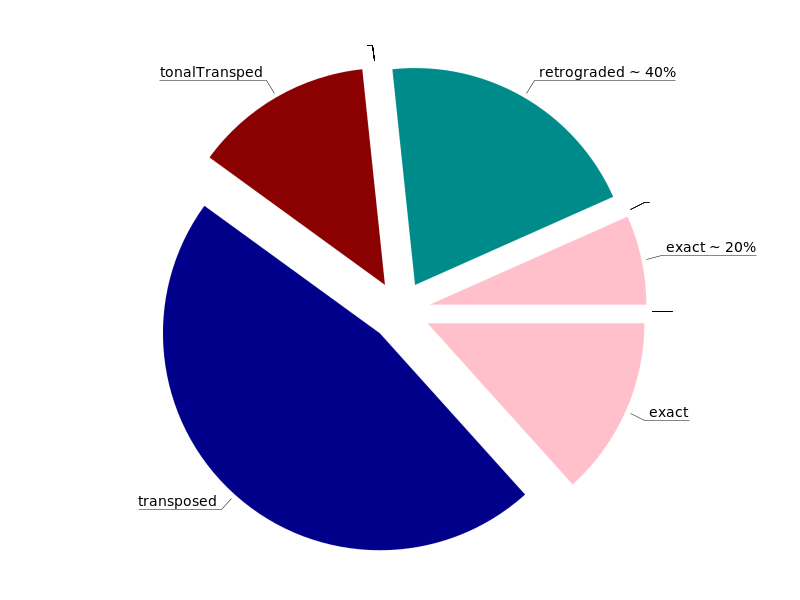 tonalTransped
retrograded ~ 40%
exact ~ 20%
exact
transposed